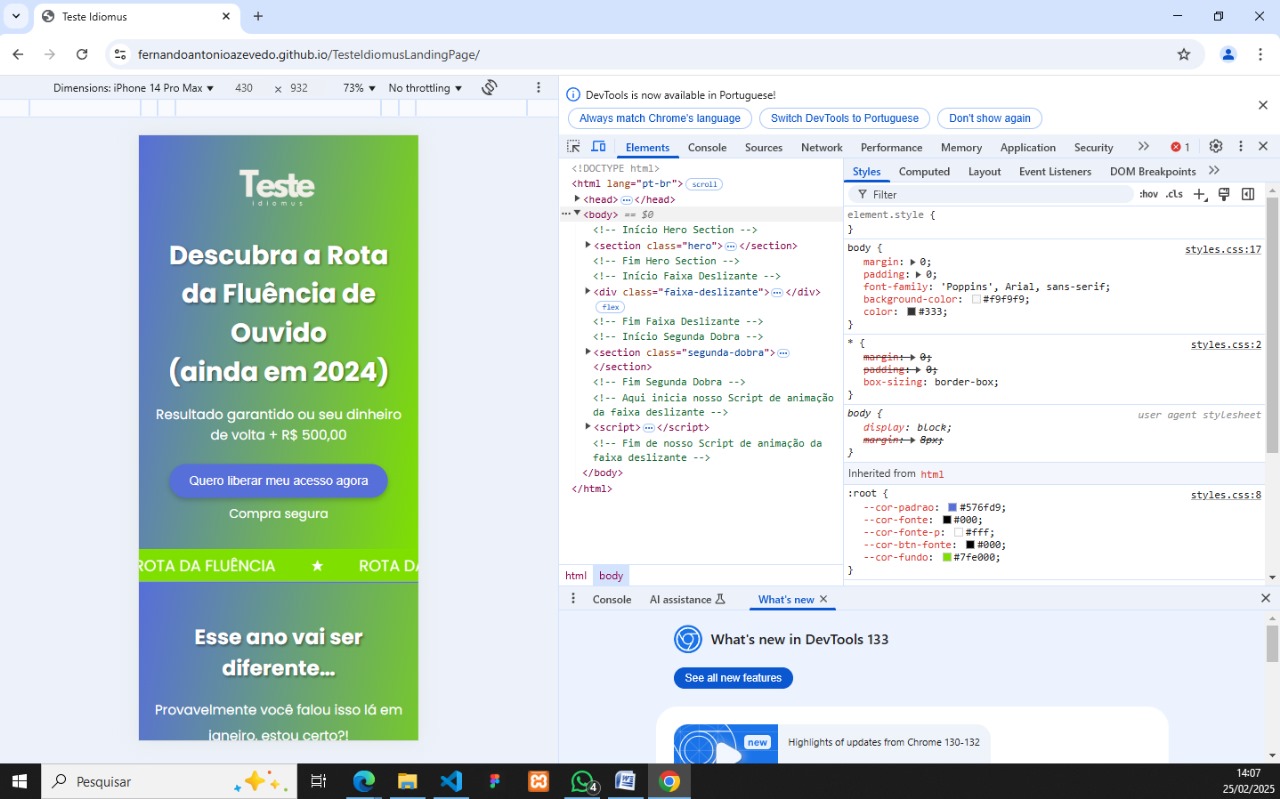 Teste Idiomus
fernandoantonioazevedo.github.io/TesteIdiomusLandingPage/
Dimensions: iPhone 14 Pro Max 430 × 932 73% No throttling
Teste
idiomus
Descubra a Rota
da Fluência de
Ouvido
(ainda em 2024)
Resultado garantido ou seu dinheiro
de volta + R$ 500,00
Quero liberar meu acesso agora
Compra segura
ROTA DA FLUÊNCIA ★ ROTA DA
Esse ano vai ser
diferente...
Provavelmente você falou isso lá em
janeiro, estou certo?!
DevTools is now available in Portuguese!
Always match Chrome's language Switch DevTools to Portuguese Don't show again
Elements Console Sources Network Performance Memory Application Security 1
<!DOCTYPE html>
<html lang="pt-br"> scroll
<head> </head>
<body> == $0
<!-- Início Hero Section -->
<section class="hero"> </section>
<!-- Fim Hero Section -->
<!-- Início Faixa Deslizante -->
<div class="faixa-deslizante"> </div>
flex
<!-- Fim Faixa Deslizante -->
<!-- Início Segunda Dobra -->
<section class="segunda-dobra">
</section>
<!-- Fim Segunda Dobra -->
<!-- Aqui inicia nosso Script de animação
da faixa deslizante -->
<script> </script>
<!-- Fim de nosso Script de animação da
faixa deslizante -->
</body>
</html>
html body
Styles Computed Layout Event Listeners DOM Breakpoints
Filter :hov .cls
element.style {
}
body { styles.css:17
margin: 0;
padding: 0;
font-family: 'Poppins', Arial, sans-serif;
background-color: #f9f9f9;
color: #333;
}
* { styles.css:2
margin: 0;
padding: 0;
box-sizing: border-box;
}
body { user agent stylesheet
display: block;
margin: 8px;
}
Inherited from html
:root { styles.css:8
--cor-padrao: #576fd9;
--cor-fonte: #000;
--cor-fonte-p: #fff;
--cor-btn-fonte: #000;
--cor-fundo: #7fe000;
}
Console AI assistance What's new
What's new in DevTools 133
See all new features
new
Highlights of updates from Chrome 130-132
Pesquisar
4
14:07
25/02/2025